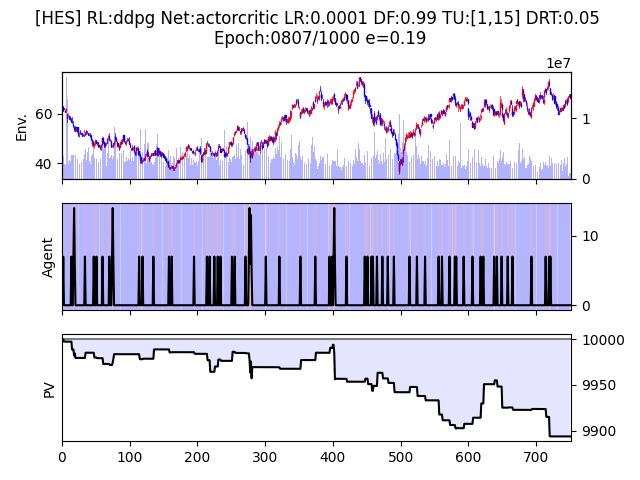 [HES] RL:ddpg Net:actorcritic LR:0.0001 DF:0.99 TU:[1,15] DRT:0.05
Epoch:0807/1000 e=0.19
1e7
Env.
60
40
1
0
Agent
10
0
PV
10000
9950
9900
0 100 200 300 400 500 600 700